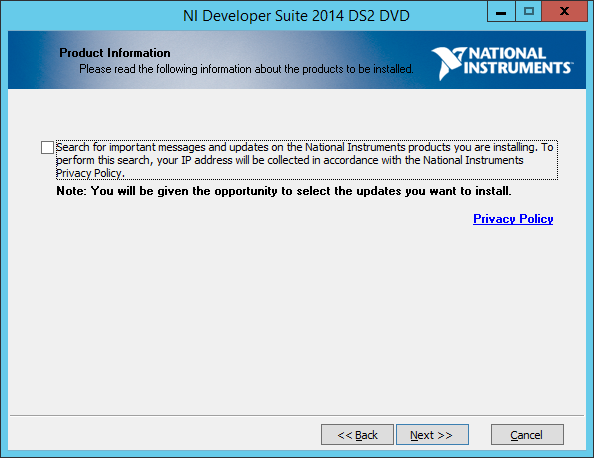 NI Developer Suite 2014 DS2 DVD
Product Information
Please read the following information about the products to be installed.
NATIONAL
INSTRUMENTS
Search for important messages and updates on the National Instruments products you are installing. To
perform this search, your IP address will be collected in accordance with the National Instruments
Privacy Policy.
Note: You will be given the opportunity to select the updates you want to install.
Privacy Policy
<< Back
Next >>
Cancel